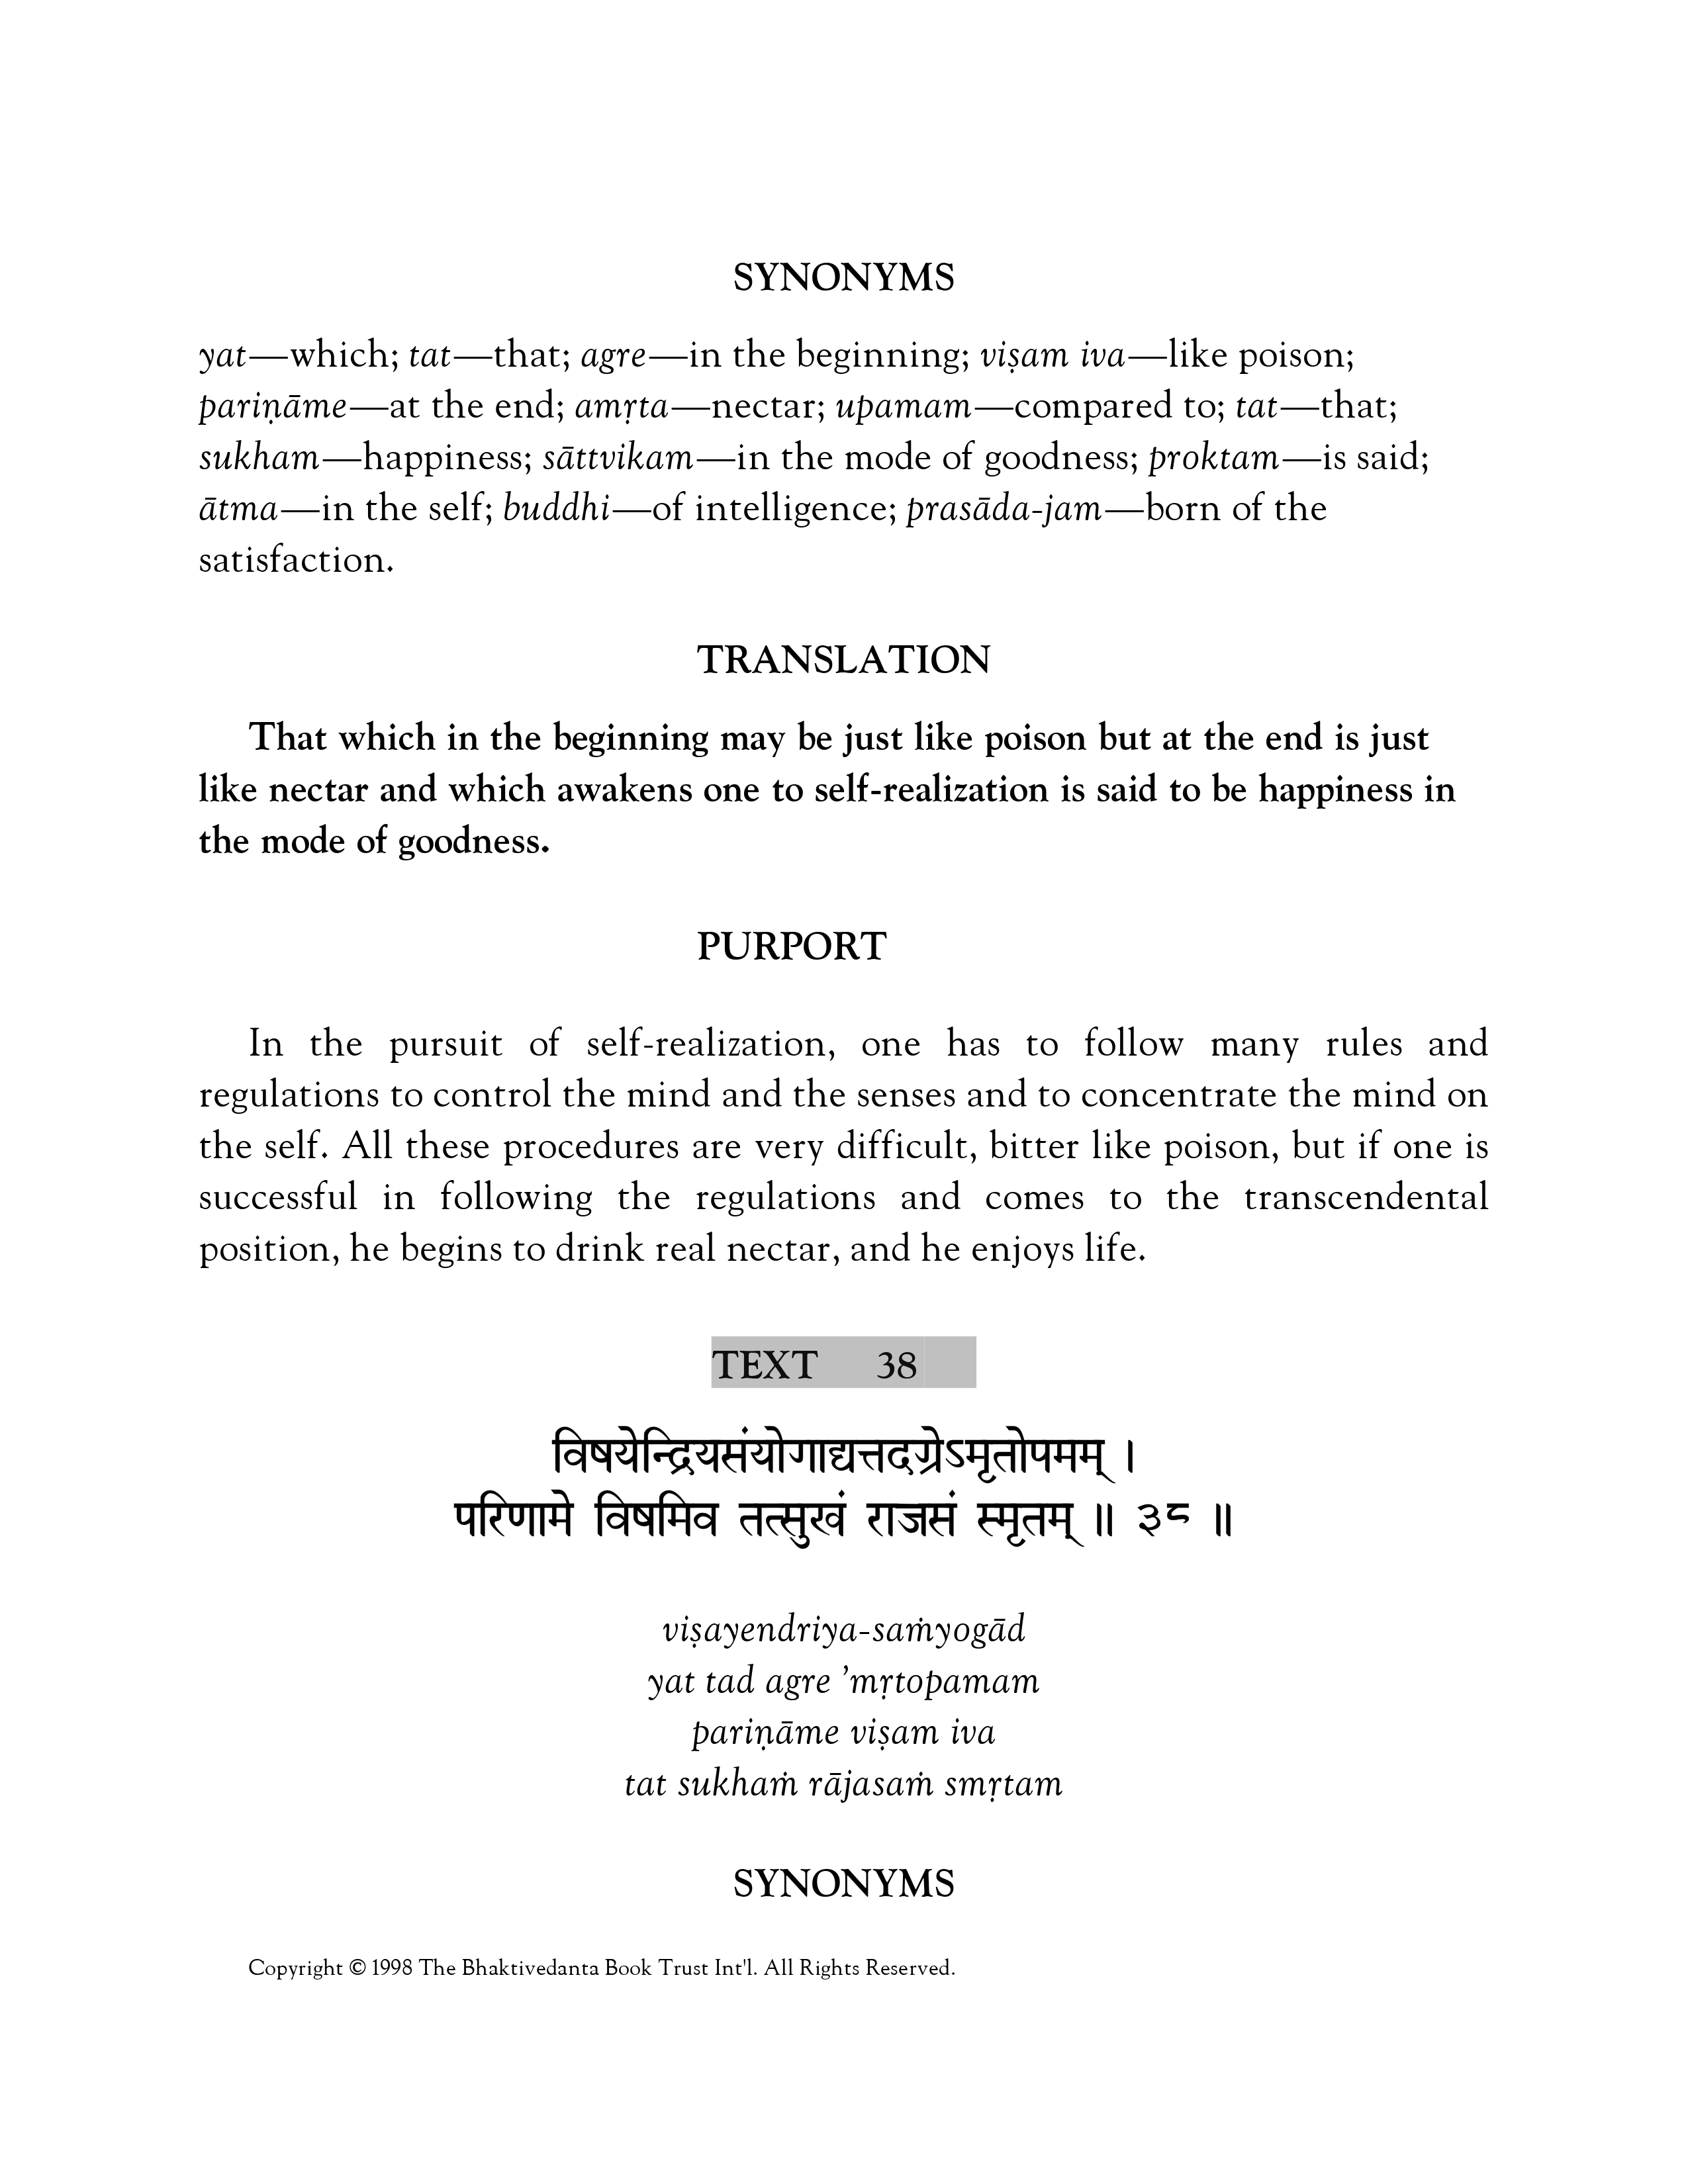 SYNONYMS
yat—which; tat—that; agre—in the beginning; viṣam iva—like poison;
pariṇāme—at the end; amṛta—nectar; upamam—compared to; tat—that;
sukham—happiness; sāttvikam—in the mode of goodness; proktam—is said;
ātma—in the self; buddhi—of intelligence; prasāda-jam—born of the
satisfaction.
TRANSLATION
That which in the beginning may be just like poison but at the end is just
like nectar and which awakens one to self-realization is said to be happiness in
the mode of goodness.
PURPORT
In the pursuit of self-realization, one has to follow many rules and
regulations to control the mind and the senses and to concentrate the mind on
the self. All these procedures are very difficult, bitter like poison, but if one is
successful in following the regulations and comes to the transcendental
position, he begins to drink real nectar, and he enjoys life.
TEXT 38
विषयेन्द्रियसंयोगाद्यत्तदग्रेऽमृतोपमम् ।
परिणामे विषमिव तत्सुखं राजसं स्मृतम् ॥ ३८ ॥
viṣayendriya-saṁyogād
yat tad agre ’mṛtopamam
pariṇāme viṣam iva
tat sukhaṁ rājasaṁ smṛtam
SYNONYMS
Copyright © 1998 The Bhaktivedanta Book Trust Int'l. All Rights Reserved.